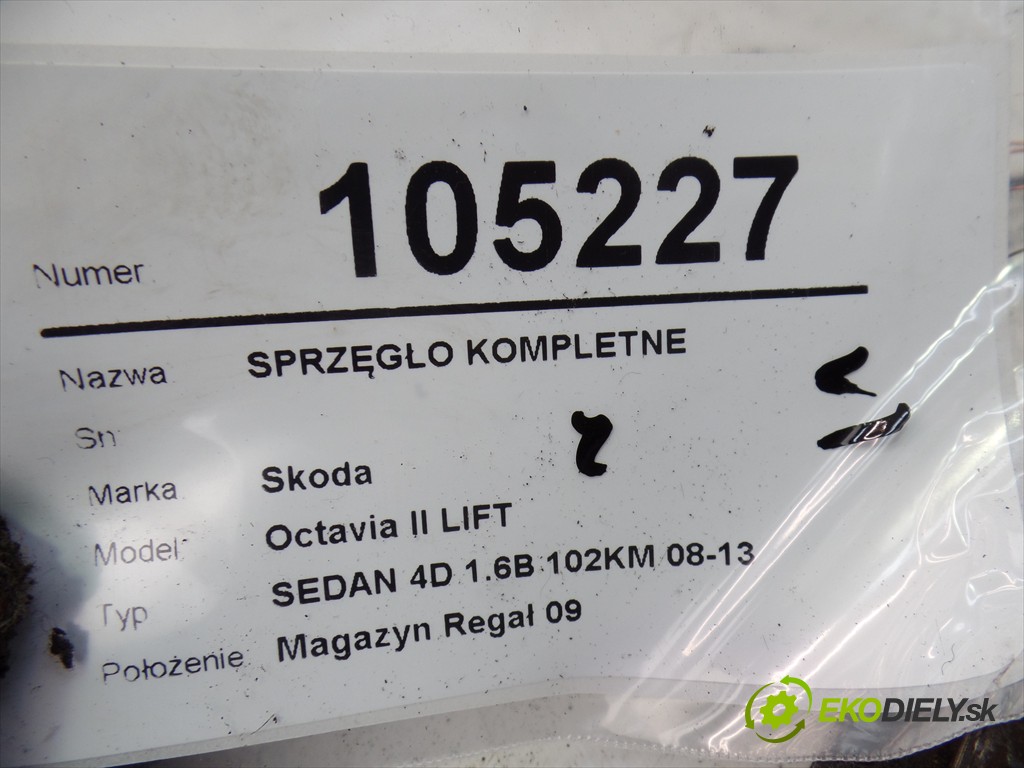 Numer 105227
Nazwa SPRZĘGŁO KOMPLETNE
Sn
Marka Skoda
Model Octavia II LIFT
Typ SEDAN 4D 1.6B 102KM 08-13
Położenie Magazyn Regał 09
EKODIELY.sk